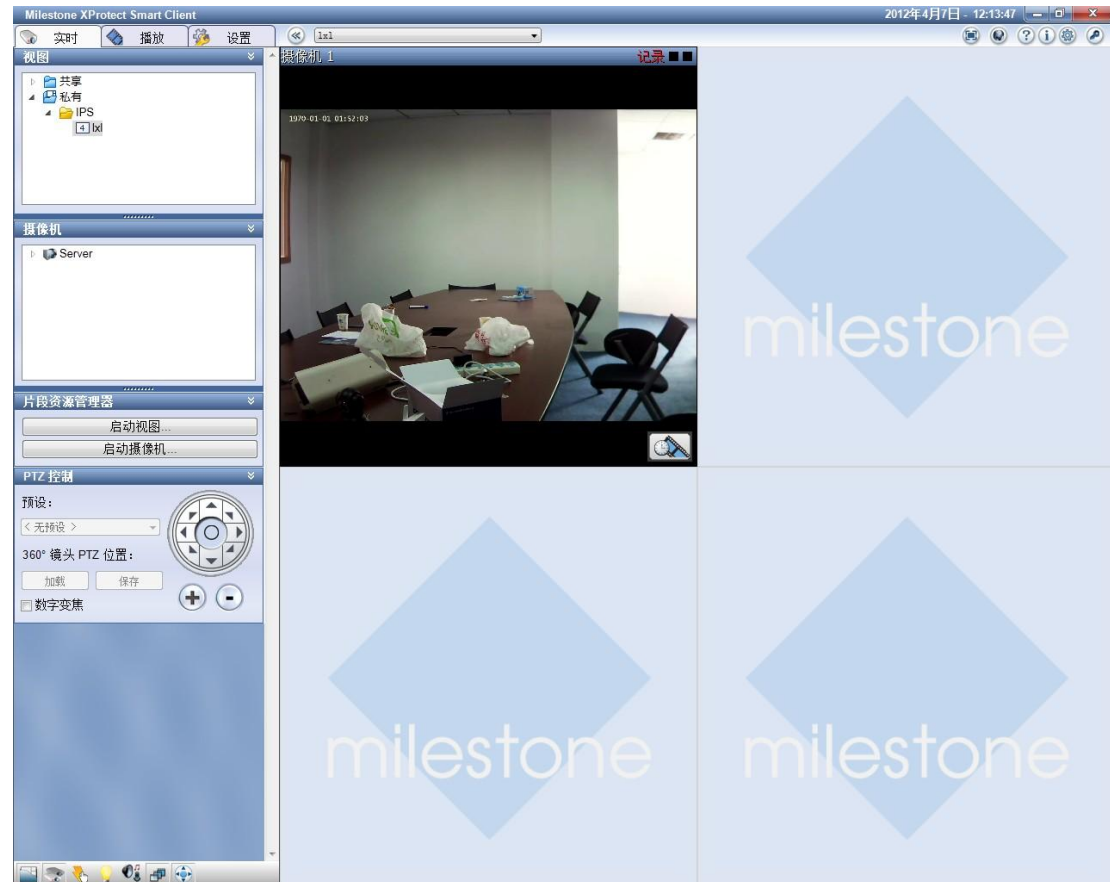 Milestone XProtect Smart Client
2012年4月7日 - 12:13:47
实时
播放
设置
1x1
视图
共享
私有
IPS
lxl
摄像机
Server
片段资源管理器
启动视图...
启动摄像机...
PTZ 控制
预设：
< 无预设 >
360° 镜头 PTZ 位置：
加载
保存
数字变焦
摄像机 1
记录
1970-01-01 01:52:03
milestone
milestone
milestone